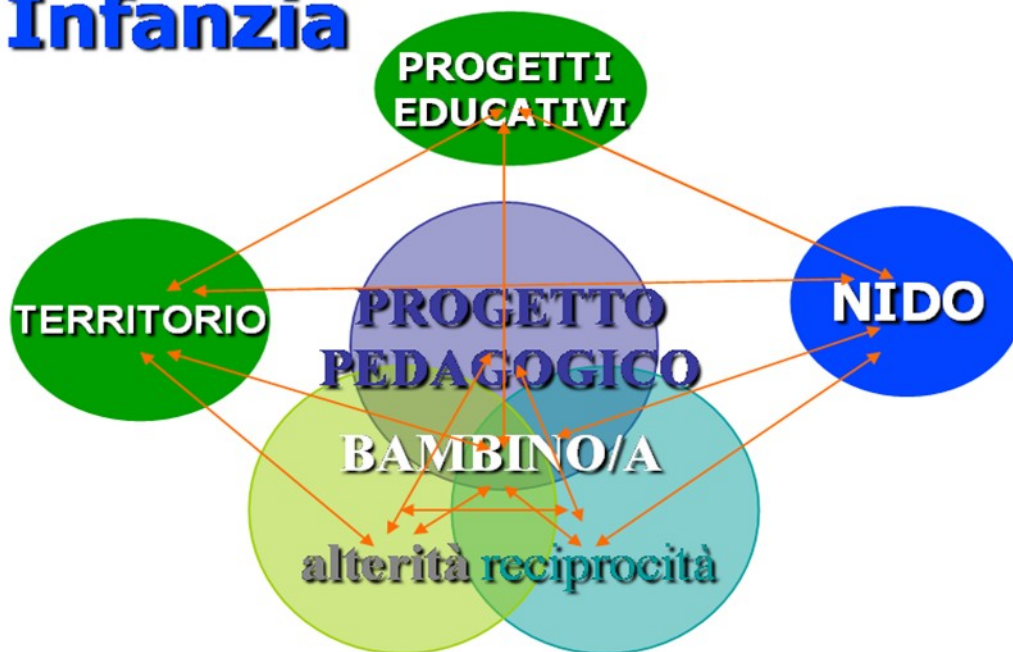 Infanzia
PROGETTI
EDUCATIVI
TERRITORIO
NIDO
PROGETTO
PEDAGOGICO
BAMBINO/A
alterità reciprocità